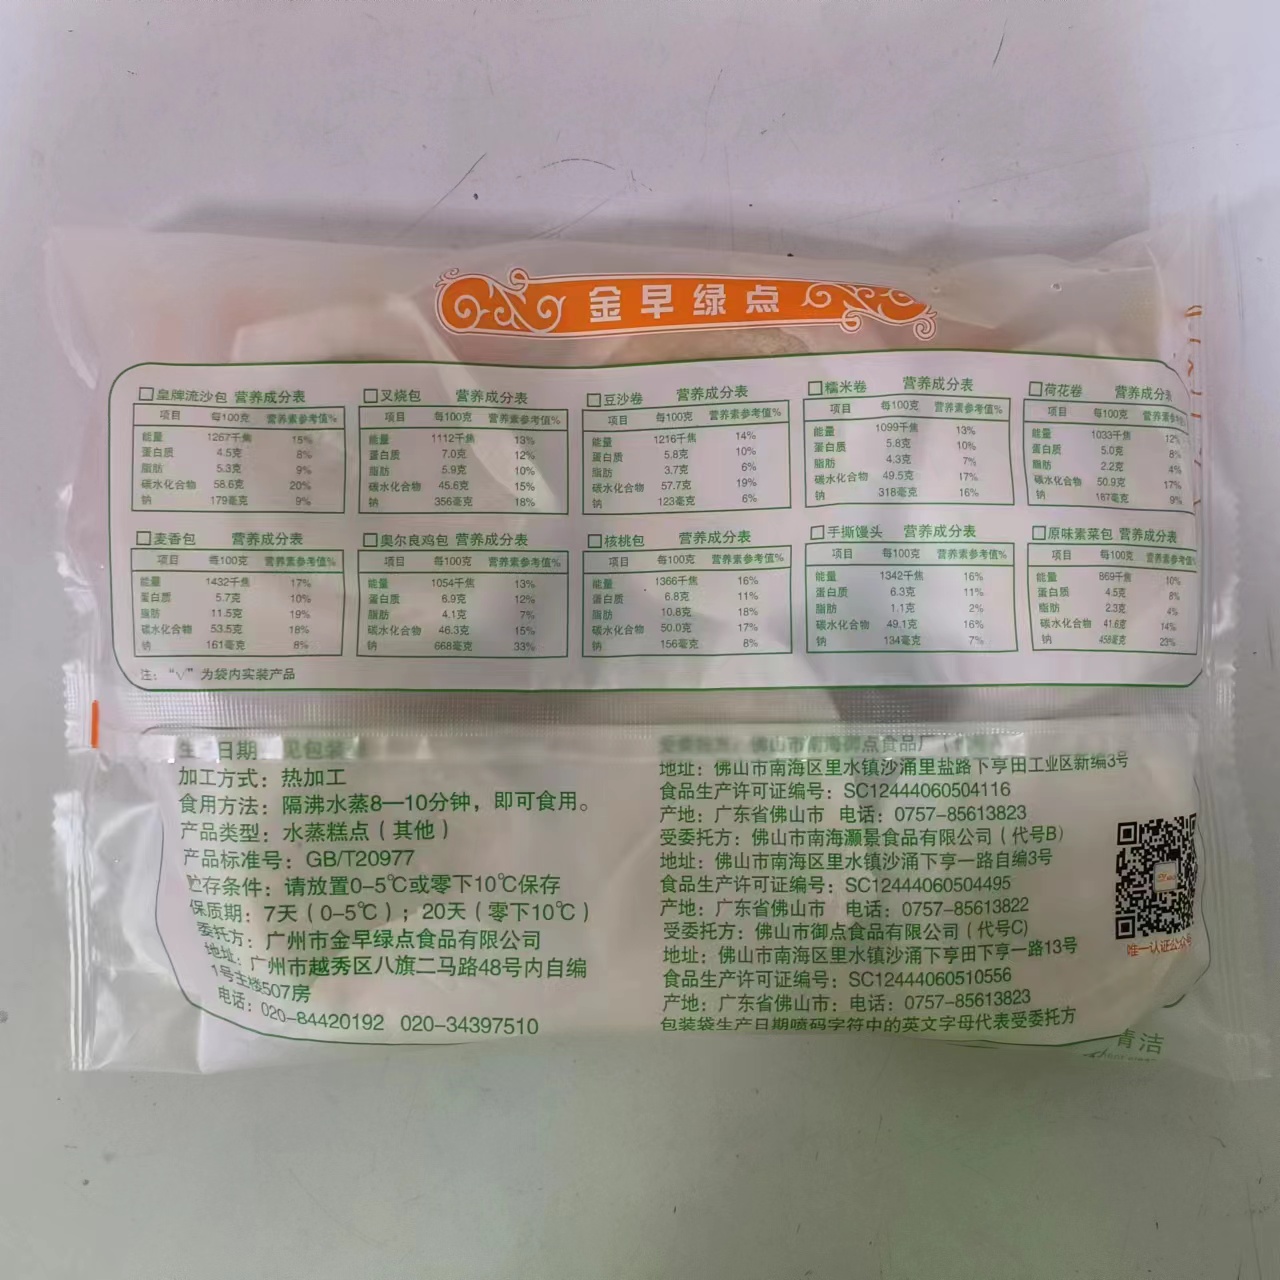 金早绿点
□皇牌流沙包 营养成分表
项目 每100克 营养素参考值%
能量 1267千焦 15%
蛋白质 4.5克 8%
脂肪 5.3克 9%
碳水化合物 58.6克 20%
钠 179毫克 9%
□叉烧包 营养成分表
项目 每100克 营养素参考值%
能量 1112千焦 13%
蛋白质 7.0克 12%
脂肪 5.9克 10%
碳水化合物 45.6克 15%
钠 356毫克 18%
□豆沙卷 营养成分表
项目 每100克 营养素参考值%
能量 1216千焦 14%
蛋白质 5.8克 10%
脂肪 3.7克 6%
碳水化合物 57.7克 19%
钠 123毫克 6%
□糯米卷 营养成分表
项目 每100克 营养素参考值%
能量 1099千焦 13%
蛋白质 5.8克 10%
脂肪 4.3克 7%
碳水化合物 49.5克 17%
钠 318毫克 16%
□荷花卷 营养成分表
项目 每100克 营养素参考值%
能量 1033千焦 12%
蛋白质 5.0克 8%
脂肪 2.2克 4%
碳水化合物 50.9克 17%
钠 187毫克 9%
□麦香包 营养成分表
项目 每100克 营养素参考值%
能量 1432千焦 17%
蛋白质 5.7克 10%
脂肪 11.5克 19%
碳水化合物 53.5克 18%
钠 161毫克 8%
□奥尔良鸡包 营养成分表
项目 每100克 营养素参考值%
能量 1054千焦 13%
蛋白质 6.9克 12%
脂肪 4.1克 7%
碳水化合物 46.3克 15%
钠 668毫克 33%
□核桃包 营养成分表
项目 每100克 营养素参考值%
能量 1366千焦 16%
蛋白质 6.8克 11%
脂肪 10.8克 18%
碳水化合物 50.0克 17%
钠 156毫克 8%
□手撕馒头 营养成分表
项目 每100克 营养素参考值%
能量 1342千焦 16%
蛋白质 6.3克 11%
脂肪 1.1克 2%
碳水化合物 49.1克 16%
钠 134毫克 7%
□原味素菜包 营养成分表
项目 每100克 营养素参考值%
能量 869千焦 10%
蛋白质 4.5克 8%
脂肪 2.3克 4%
碳水化合物 41.6克 14%
钠 458毫克 23%
注：“√”为袋内实装产品
生 日期 见包装
加工方式：热加工
食用方法：隔沸水蒸8—10分钟，即可食用。
产品类型：水蒸糕点（其他）
产品标准号：GB/T20977
贮存条件：请放置0-5℃或零下10℃保存
保质期：7天（0-5℃）；20天（零下10℃）
委托方：广州市金早绿点食品有限公司
地址：广州市越秀区八旗二马路48号内自编
1号主楼507房
电话：020-84420192 020-34397510
佛山市南海御点食品厂
地址：佛山市南海区里水镇沙涌里盐路下亨田工业区新编3号
食品生产许可证编号：SC12444060504116
产地：广东省佛山市 电话：0757-85613823
受委托方：佛山市南海灏景食品有限公司（代号B）
地址：佛山市南海区里水镇沙涌下亨一路自编3号
食品生产许可证编号：SC12444060504495
产地：广东省佛山市 电话：0757-85613822
受委托方：佛山市御点食品有限公司（代号C）
地址：佛山市南海区里水镇沙涌下亨田下亨一路13号
食品生产许可证编号：SC12444060510556
产地：广东省佛山市：电话：0757-85613823
包装袋生产日期喷码字符中的英文字母代表受委托方
唯一认证公众号
清洁